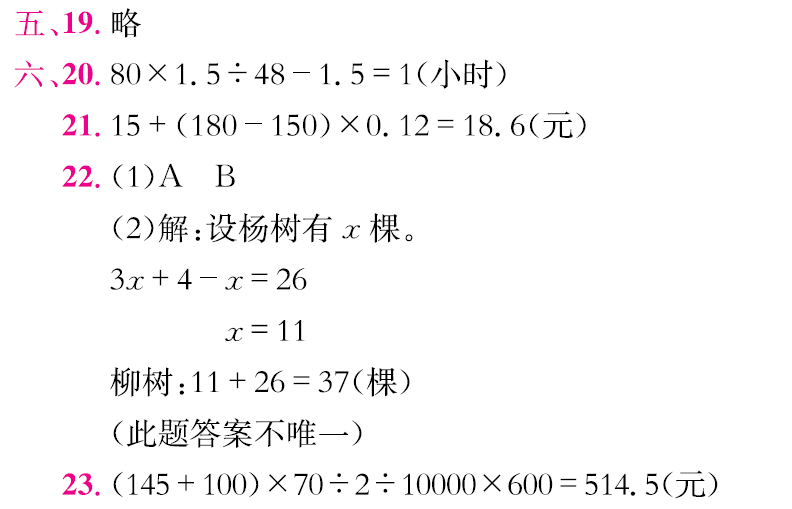 五、19. 略
六、20. 80×1.5÷48-1.5=1(小时)
21. 15+(180-150)×0.12=18.6(元)
22. (1)A B
(2)解:设杨树有 x 棵。
3x+4-x=26
x=11
柳树:11+26=37(棵)
(此题答案不唯一)
23. (145+100)×70÷2÷10000×600=514.5(元)